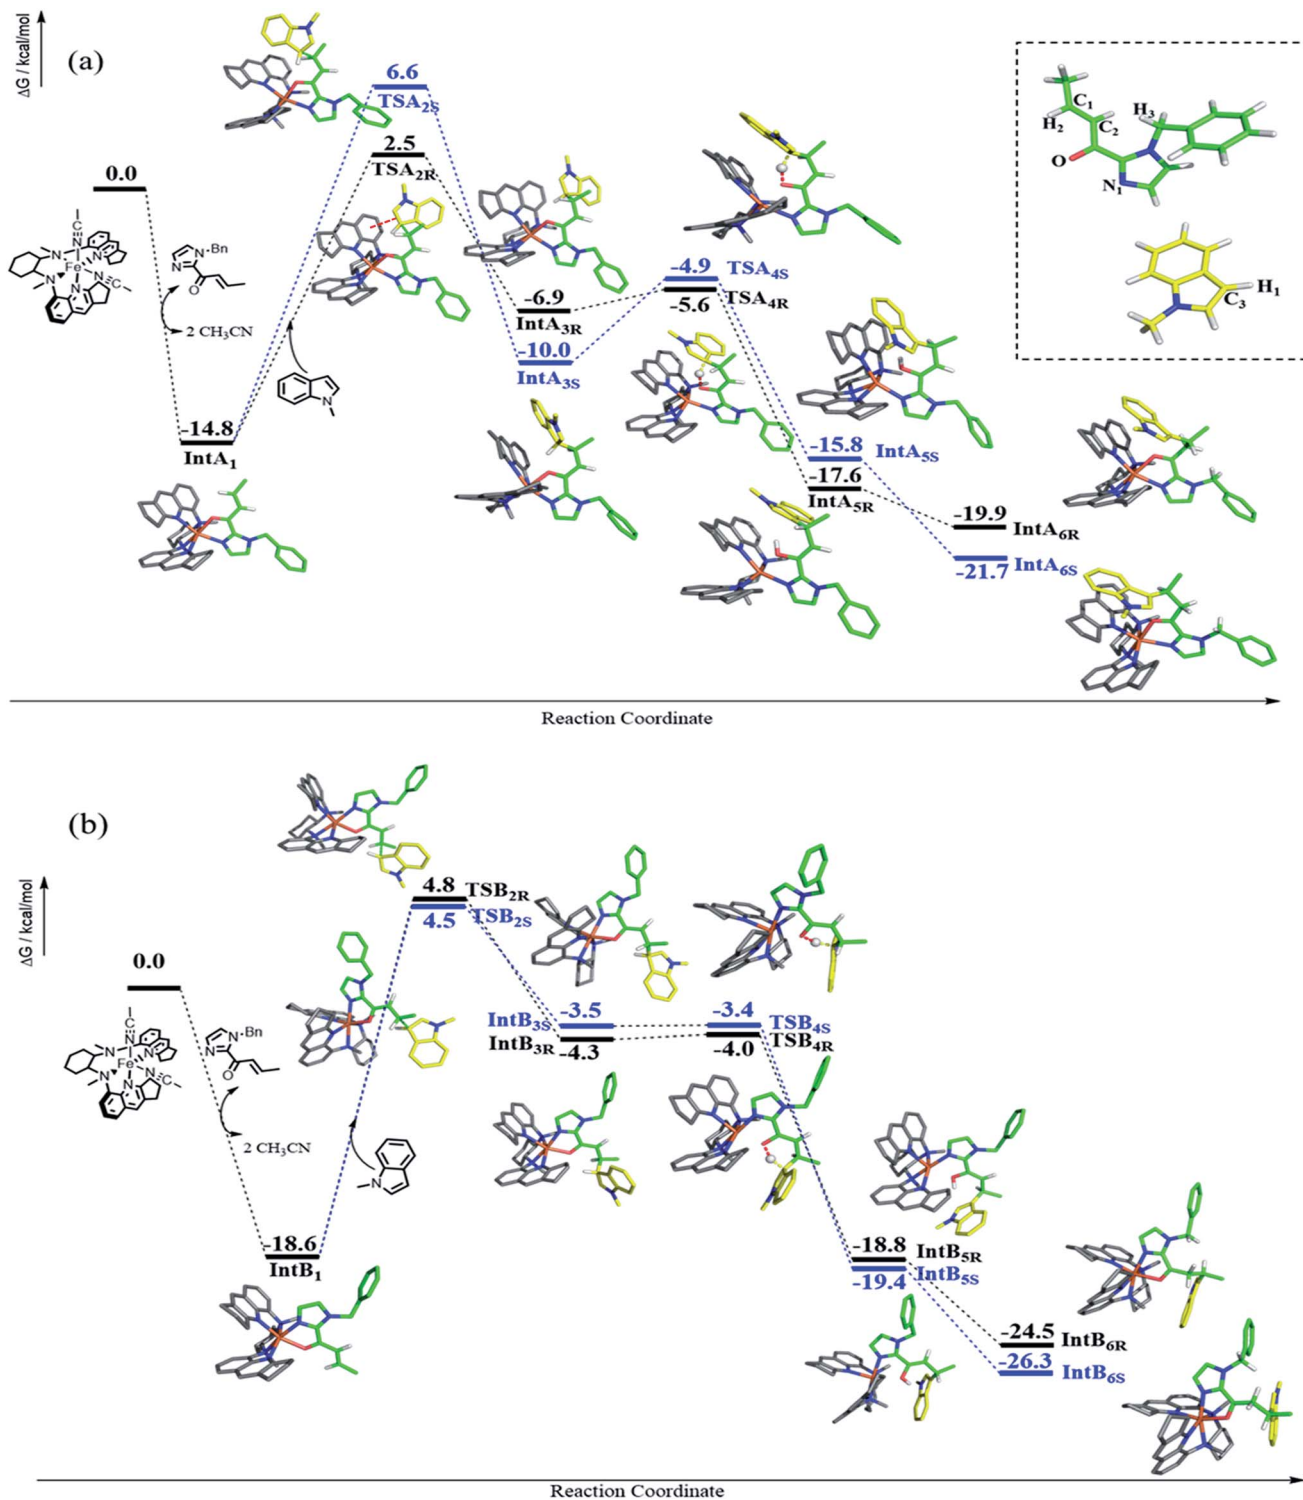 (a)
ΔG / kcal/mol
0.0
N
C
Fe
N
N
N
N
NC
N-Bn
N
O
2 CH3CN
-14.8
IntA1
N
6.6
TSA2S
2.5
TSA2R
-6.9
IntA3R
-10.0
IntA3S
-4.9
TSA4S
-5.6
TSA4R
-15.8
IntA5S
-17.6
IntA5R
-19.9
IntA6R
-21.7
IntA6S
C1
H2
C2
H3
O
N1
C3
H1
Reaction Coordinate
(b)
ΔG / kcal/mol
0.0
N
C
Fe
N
N
N
N
NC
N-Bn
N
O
2 CH3CN
-18.6
IntB1
N
4.8
TSB2R
4.5
TSB2S
-3.5
IntB3S
-4.3
IntB3R
-3.4
TSB4S
-4.0
TSB4R
-18.8
IntB5R
-19.4
IntB5S
-24.5
IntB6R
-26.3
IntB6S
Reaction Coordinate